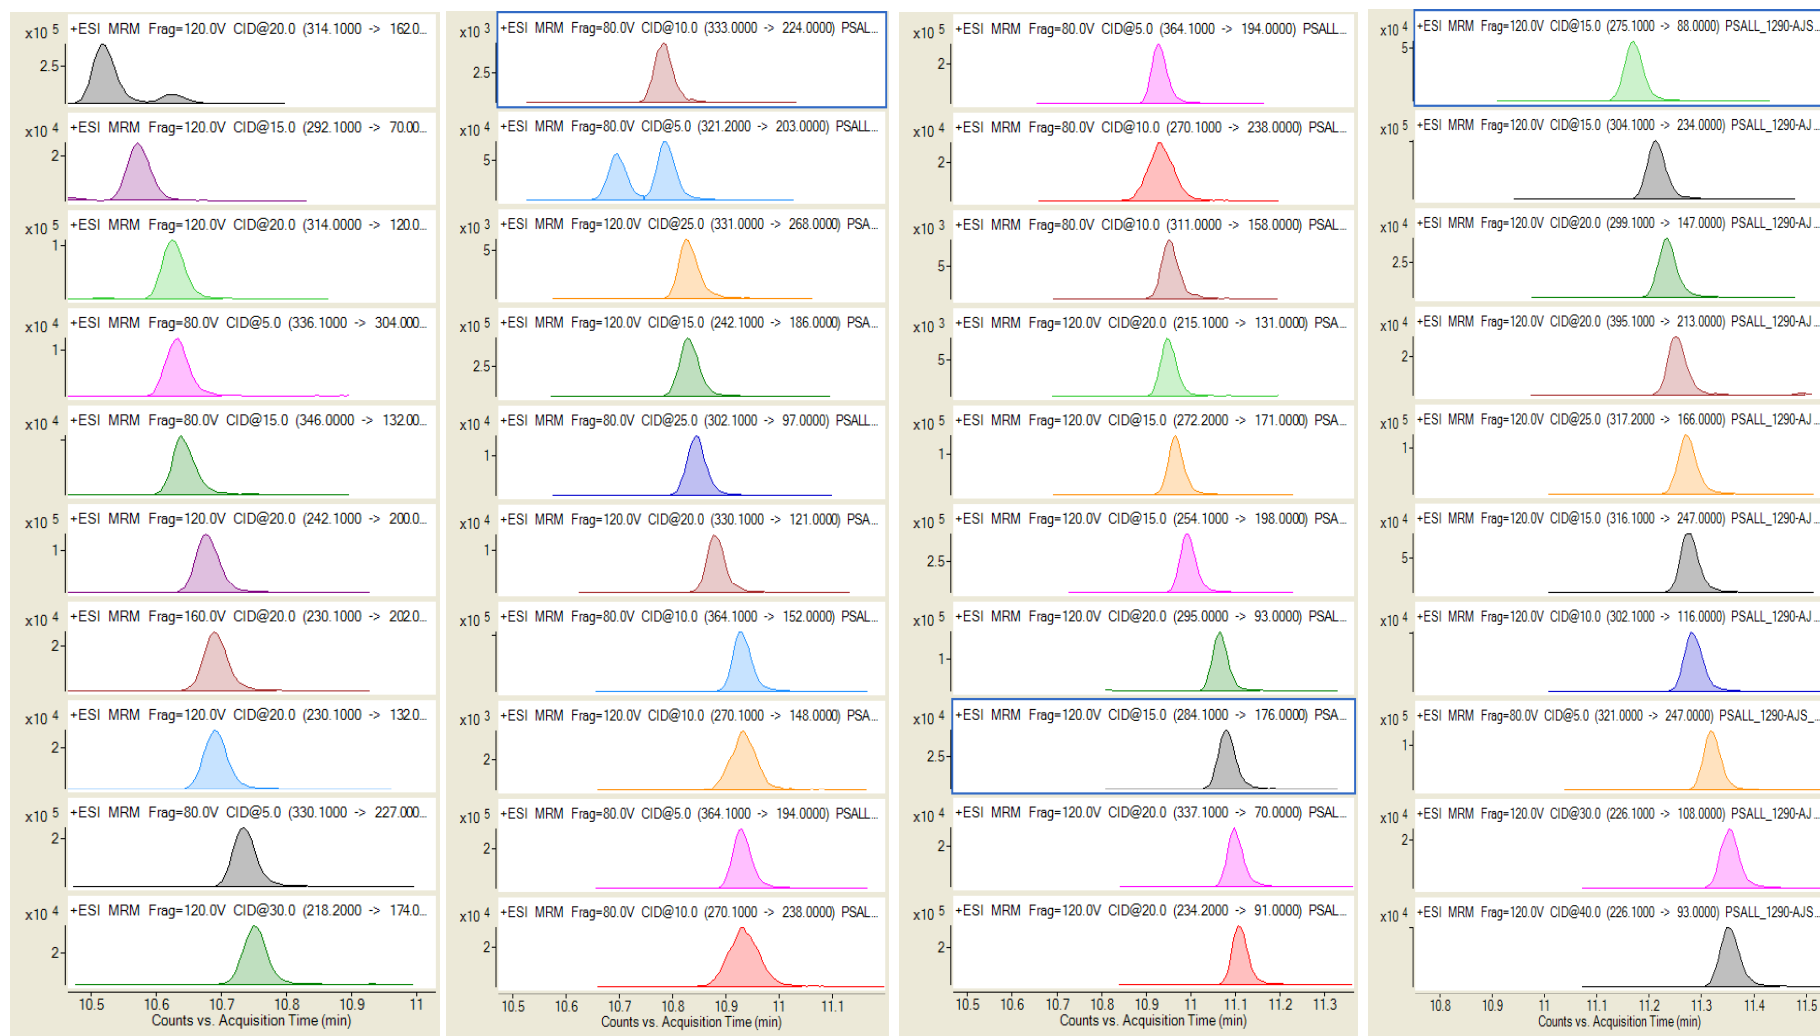 x10 5 +ESI MRM Frag=120.0V CID@20.0 (314.1000 -> 162.0...
2.5
x10 4 +ESI MRM Frag=120.0V CID@15.0 (292.1000 -> 70.00...
2
x10 5 +ESI MRM Frag=120.0V CID@20.0 (314.0000 -> 120.0...
1
x10 4 +ESI MRM Frag=80.0V CID@5.0 (336.1000 -> 304.000...
1
x10 4 +ESI MRM Frag=80.0V CID@15.0 (346.0000 -> 132.00...
x10 5 +ESI MRM Frag=120.0V CID@20.0 (242.1000 -> 200.0...
1
x10 4 +ESI MRM Frag=160.0V CID@20.0 (230.1000 -> 202.0...
2
x10 4 +ESI MRM Frag=120.0V CID@20.0 (230.1000 -> 132.0...
2
x10 5 +ESI MRM Frag=80.0V CID@5.0 (330.1000 -> 227.000...
2
x10 4 +ESI MRM Frag=120.0V CID@30.0 (218.2000 -> 174.0...
2
10.5 10.6 10.7 10.8 10.9 11
Counts vs. Acquisition Time (min)
x10 3 +ESI MRM Frag=80.0V CID@10.0 (333.0000 -> 224.0000) PSAL...
2.5
x10 4 +ESI MRM Frag=80.0V CID@5.0 (321.2000 -> 203.0000) PSALL...
5
x10 3 +ESI MRM Frag=120.0V CID@25.0 (331.0000 -> 268.0000) PSA...
5
x10 5 +ESI MRM Frag=120.0V CID@15.0 (242.1000 -> 186.0000) PSA...
2.5
x10 4 +ESI MRM Frag=80.0V CID@25.0 (302.1000 -> 97.0000) PSALL...
1
x10 4 +ESI MRM Frag=120.0V CID@20.0 (330.1000 -> 121.0000) PSA...
1
x10 5 +ESI MRM Frag=80.0V CID@10.0 (364.1000 -> 152.0000) PSAL...
x10 3 +ESI MRM Frag=120.0V CID@10.0 (270.1000 -> 148.0000) PSA...
2
x10 5 +ESI MRM Frag=80.0V CID@5.0 (364.1000 -> 194.0000) PSALL...
2
x10 4 +ESI MRM Frag=80.0V CID@10.0 (270.1000 -> 238.0000) PSAL...
2
10.5 10.6 10.7 10.8 10.9 11 11.1
Counts vs. Acquisition Time (min)
x10 5 +ESI MRM Frag=80.0V CID@5.0 (364.1000 -> 194.0000) PSALL...
2
x10 4 +ESI MRM Frag=80.0V CID@10.0 (270.1000 -> 238.0000) PSAL...
2
x10 3 +ESI MRM Frag=80.0V CID@10.0 (311.0000 -> 158.0000) PSAL...
5
x10 3 +ESI MRM Frag=120.0V CID@20.0 (215.1000 -> 131.0000) PSA...
5
x10 5 +ESI MRM Frag=120.0V CID@15.0 (272.2000 -> 171.0000) PSA...
1
x10 5 +ESI MRM Frag=120.0V CID@15.0 (254.1000 -> 198.0000) PSA...
2.5
x10 5 +ESI MRM Frag=120.0V CID@20.0 (295.0000 -> 93.0000) PSAL...
1
x10 4 +ESI MRM Frag=120.0V CID@15.0 (284.1000 -> 176.0000) PSA...
2.5
x10 4 +ESI MRM Frag=120.0V CID@20.0 (337.1000 -> 70.0000) PSAL...
2
x10 5 +ESI MRM Frag=120.0V CID@20.0 (234.2000 -> 91.0000) PSAL...
2
10.5 10.6 10.7 10.8 10.9 11 11.1 11.2 11.3
Counts vs. Acquisition Time (min)
x10 4 +ESI MRM Frag=120.0V CID@15.0 (275.1000 -> 88.0000) PSALL_1290-AJS...
5
x10 5 +ESI MRM Frag=120.0V CID@15.0 (304.1000 -> 234.0000) PSALL_1290-AJ...
x10 4 +ESI MRM Frag=120.0V CID@20.0 (299.1000 -> 147.0000) PSALL_1290-AJ...
2.5
x10 4 +ESI MRM Frag=120.0V CID@20.0 (395.1000 -> 213.0000) PSALL_1290-AJ...
2
x10 5 +ESI MRM Frag=120.0V CID@25.0 (317.2000 -> 166.0000) PSALL_1290-AJ...
1
x10 4 +ESI MRM Frag=120.0V CID@15.0 (316.1000 -> 247.0000) PSALL_1290-AJ...
5
x10 4 +ESI MRM Frag=120.0V CID@10.0 (302.1000 -> 116.0000) PSALL_1290-AJ...
x10 5 +ESI MRM Frag=80.0V CID@5.0 (321.0000 -> 247.0000) PSALL_1290-AJS_...
1
x10 4 +ESI MRM Frag=120.0V CID@30.0 (226.1000 -> 108.0000) PSALL_1290-AJ...
2
x10 4 +ESI MRM Frag=120.0V CID@40.0 (226.1000 -> 93.0000) PSALL_1290-AJS...
10.8 10.9 11 11.1 11.2 11.3 11.4 11.5
Counts vs. Acquisition Time (min)